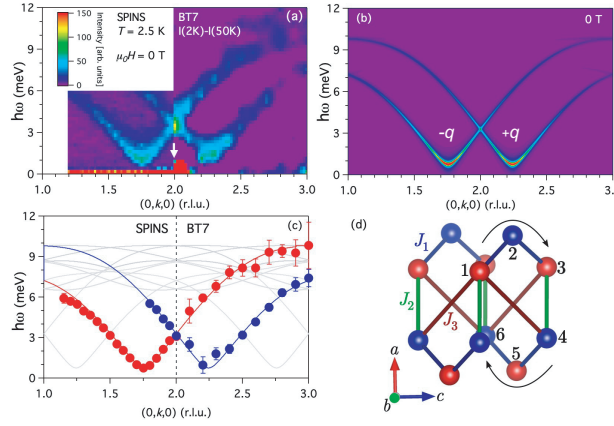 12
9
6
3
0
ħω (meV)
150
100
50
0
Intensity [arb. units]
SPINS
T = 2.5 K
μ0H = 0 T
BT7
I(2K)-I(50K)
(a)
1.0
1.5
2.0
2.5
3.0
(0,k,0) (r.l.u.)
12
9
6
3
0
ħω (meV)
(b)
0 T
-q
+q
1.0
1.5
2.0
2.5
3.0
(0,k,0) (r.l.u.)
12
9
6
3
0
ħω (meV)
(c)
SPINS
BT7
1.0
1.5
2.0
2.5
3.0
(0,k,0) (r.l.u.)
(d)
J1
J2
J3
1
2
3
4
5
6
a
b
c